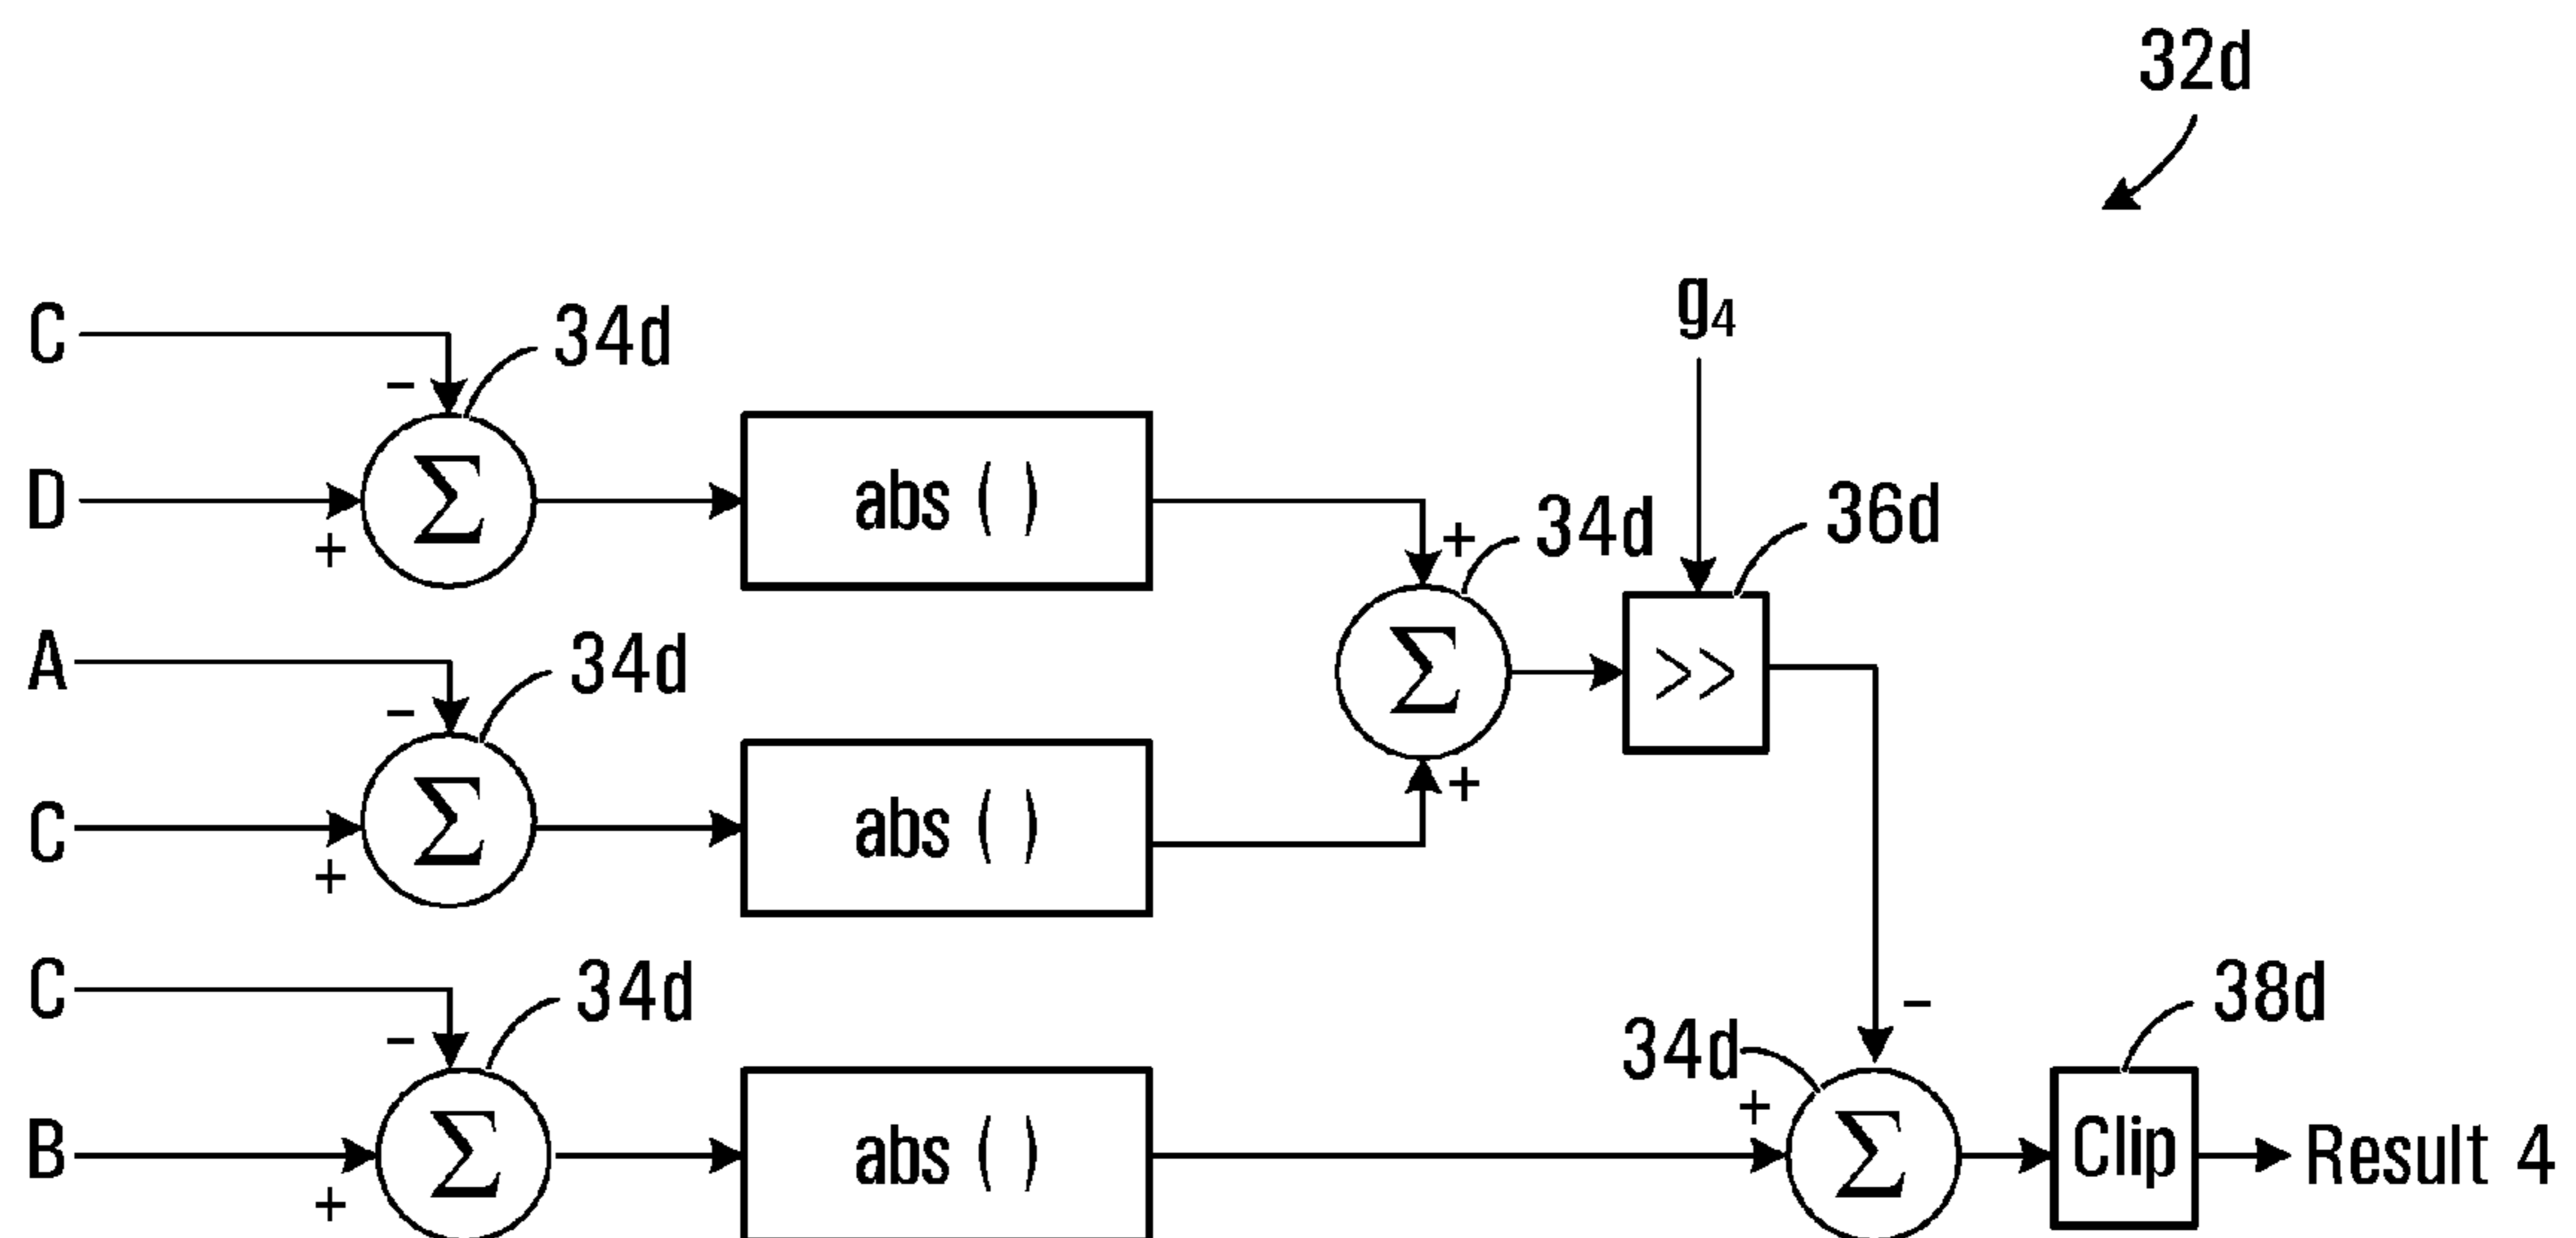 32d
C
34d
g4
D
−
+
Σ
abs ( )
+
34d
36d
A
34d
−
Σ
>>
C
+
Σ
abs ( )
+
C
34d
−
−
34d
38d
B
+
Σ
abs ( )
+
Σ
Clip
Result 4